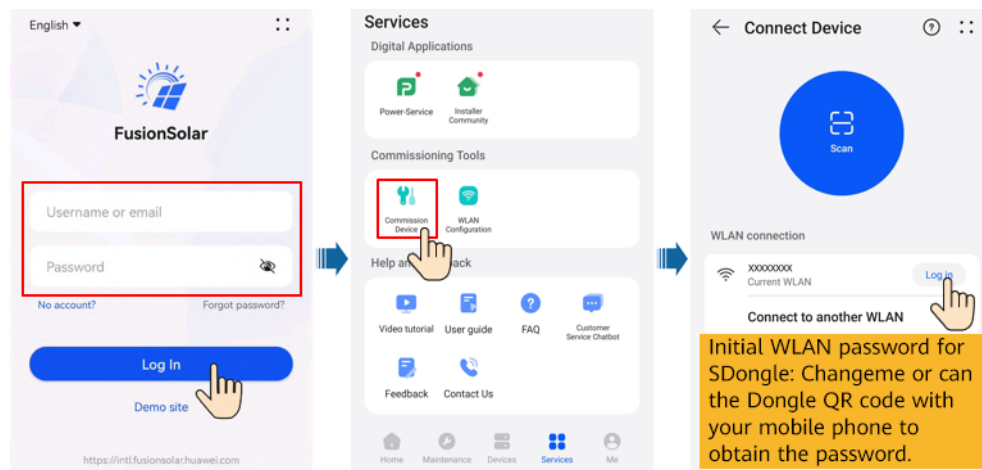 English ▼
FusionSolar
Username or email
Password
No account?
Forgot password?
Log In
Demo site
https://intl.fusionsolar.huawei.com
Services
Digital Applications
Power-Service
Installer
Community
Commissioning Tools
Commission
Device
WLAN
Configuration
Help an back
Video tutorial
User guide
FAQ
Customer
Service Chatbot
Feedback
Contact Us
Home
Maintenance
Devices
Services
Me
Connect Device
Scan
WLAN connection
XXXXXXXX
Current WLAN
Log in
Connect to another WLAN
Initial WLAN password for
SDongle: Changeme or can
the Dongle QR code with
your mobile phone to
obtain the password.